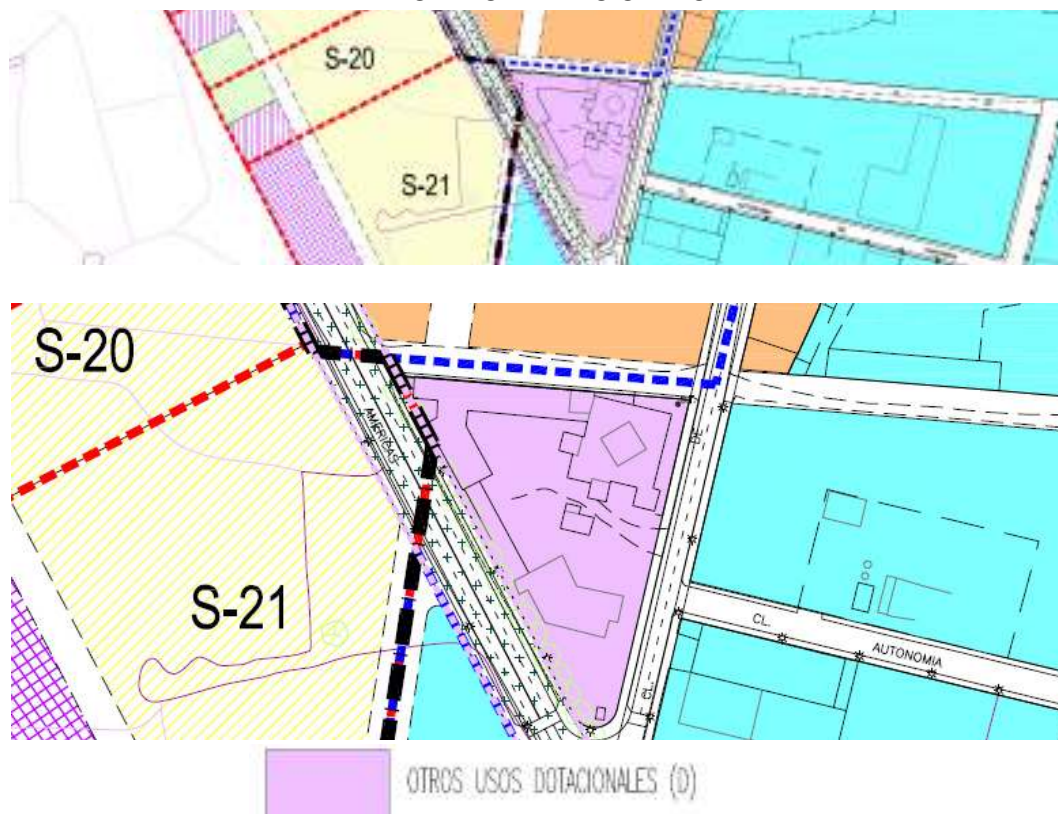 S-20
S-21
S-20
AMERICAS
S-21
CL.
AUTONOMIA
CL.
OTROS USOS DOTACIONALES (D)